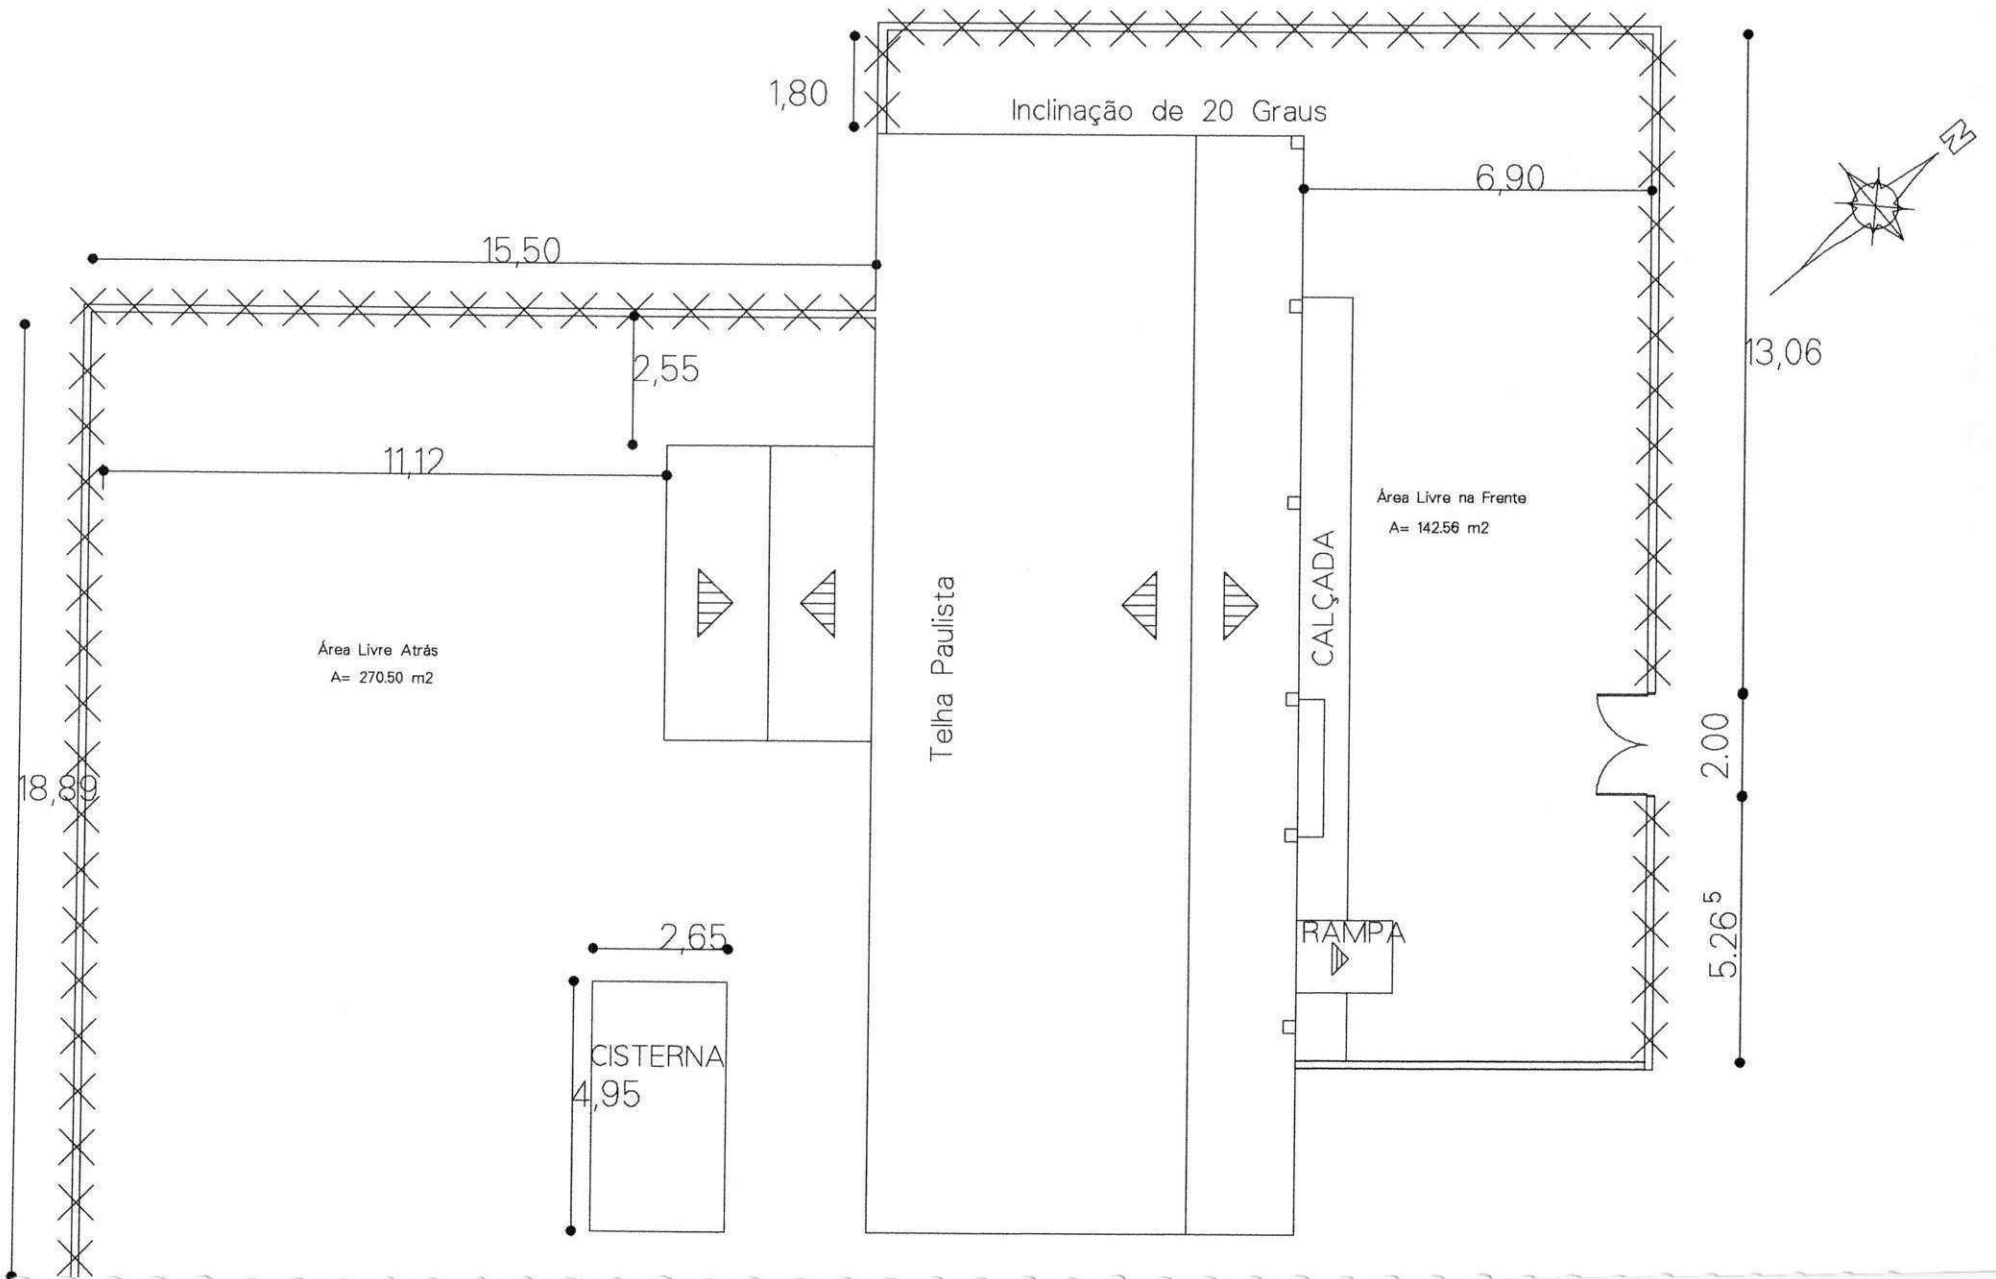 1,80
Inclinação de 20 Graus
N
6,90
15,50
13,06
2,55
11,12
Área Livre na Frente
A= 142.56 m2
CALÇADA
Telha Paulista
Área Livre Atrás
A= 270.50 m2
2.00
18,89
5.26⁵
2,65
RAMPA
CISTERNA
4,95